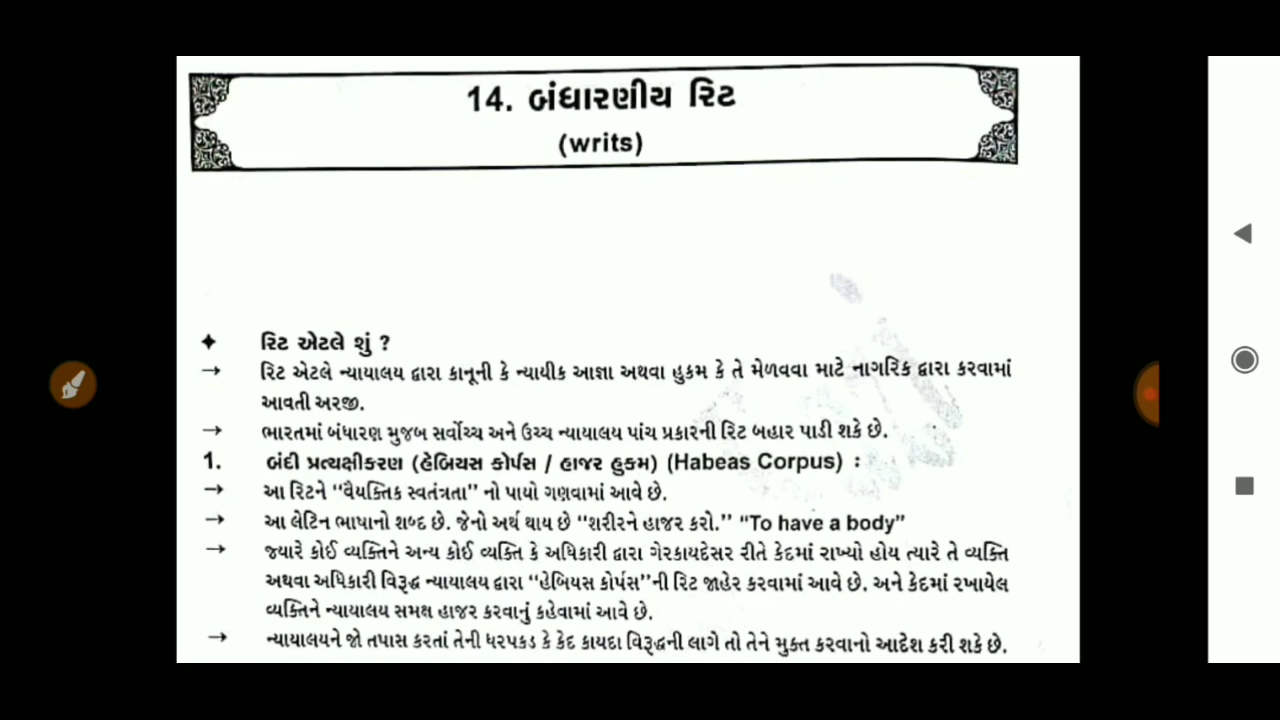 14. બંધારણીય રિટ
(writs)
✦ રિટ એટલે શું ?
→ રિટ એટલે ન્યાયાલય દ્વારા કાનૂની કે ન્યાયીક આજ્ઞા અથવા હુકમ કે તે મેળવવા માટે નાગરિક દ્વારા કરવામાં
આવતી અરજી.
→ ભારતમાં બંધારણ મુજબ સર્વોચ્ચ અને ઉચ્ચ ન્યાયાલય પાંચ પ્રકારની રિટ બહાર પાડી શકે છે.
1. બંદી પ્રત્યક્ષીકરણ (હેબિયસ કોર્પસ / હાજર હુકમ) (Habeas Corpus) :
→ આ રિટને “વૈયક્તિક સ્વતંત્રતા” નો પાયો ગણવામાં આવે છે.
→ આ લેટિન ભાષાનો શબ્દ છે. જેનો અર્થ થાય છે “શરીરને હાજર કરો.” “To have a body”
→ જ્યારે કોઈ વ્યક્તિને અન્ય કોઈ વ્યક્તિ કે અધિકારી દ્વારા ગેરકાયદેસર રીતે કેદમાં રાખ્યો હોય ત્યારે તે વ્યક્તિ
અથવા અધિકારી વિરૂદ્ધ ન્યાયાલય દ્વારા “હેબિયસ કોર્પસ”ની રિટ જાહેર કરવામાં આવે છે. અને કેદમાં રખાયેલ
વ્યક્તિને ન્યાયાલય સમક્ષ હાજર કરવાનું કહેવામાં આવે છે.
→ ન્યાયાલયને જો તપાસ કરતાં તેની ધરપકડ કે કેદ કાયદા વિરૂદ્ધની લાગે તો તેને મુક્ત કરવાનો આદેશ કરી શકે છે.